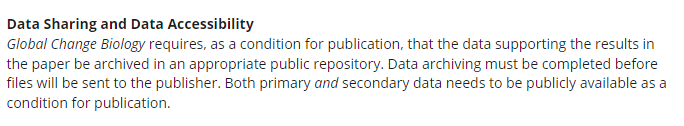 Data Sharing and Data Accessibility
Global Change Biology requires, as a condition for publication, that the data supporting the results in
the paper be archived in an appropriate public repository. Data archiving must be completed before
files will be sent to the publisher. Both primary and secondary data needs to be publicly available as a
condition for publication.